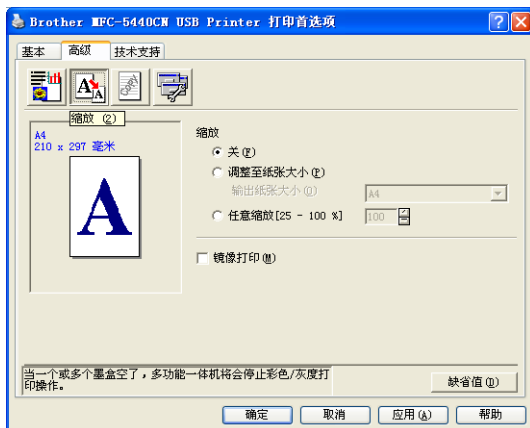 Brother MFC-5440CN USB Printer 打印首选项
基本 高级 技术支持
缩放 (2)
A4
210 x 297 毫米
A
缩放
关(F)
调整至纸张大小(P)
输出纸张大小(O) A4
任意缩放[25 - 100 %] 100
镜像打印(M)
当一个或多个墨盒空了,多功能一体机将会停止彩色/灰度打
印操作。
缺省值(D)
确定 取消 应用(A) 帮助